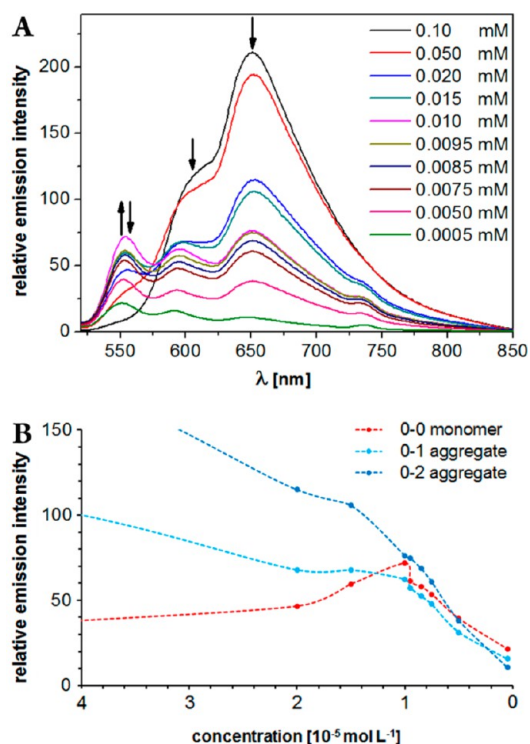 A
relative emission intensity
200
150
100
50
0
550
600
650
700
750
800
850
λ [nm]
0.10 mM
0.050 mM
0.020 mM
0.015 mM
0.010 mM
0.0095 mM
0.0085 mM
0.0075 mM
0.0050 mM
0.0005 mM
B
relative emission intensity
150
100
50
0
4
3
2
1
0
concentration [10⁻⁵ mol L⁻¹]
0-0 monomer
0-1 aggregate
0-2 aggregate